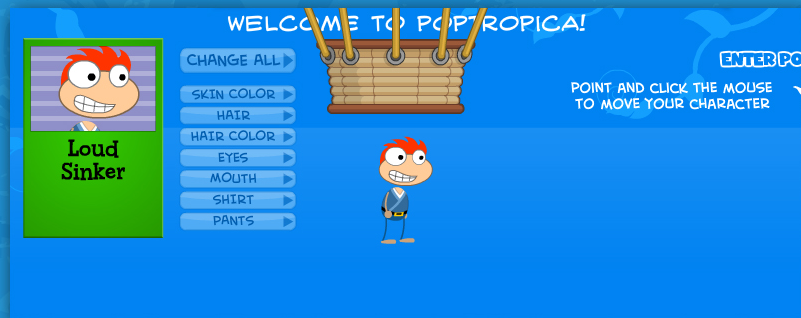 WELCOME TO POPTROPICA!
Loud
Sinker
CHANGE ALL
SKIN COLOR
HAIR
HAIR COLOR
EYES
MOUTH
SHIRT
PANTS
ENTER
POINT AND CLICK THE MOUSE
TO MOVE YOUR CHARACTER